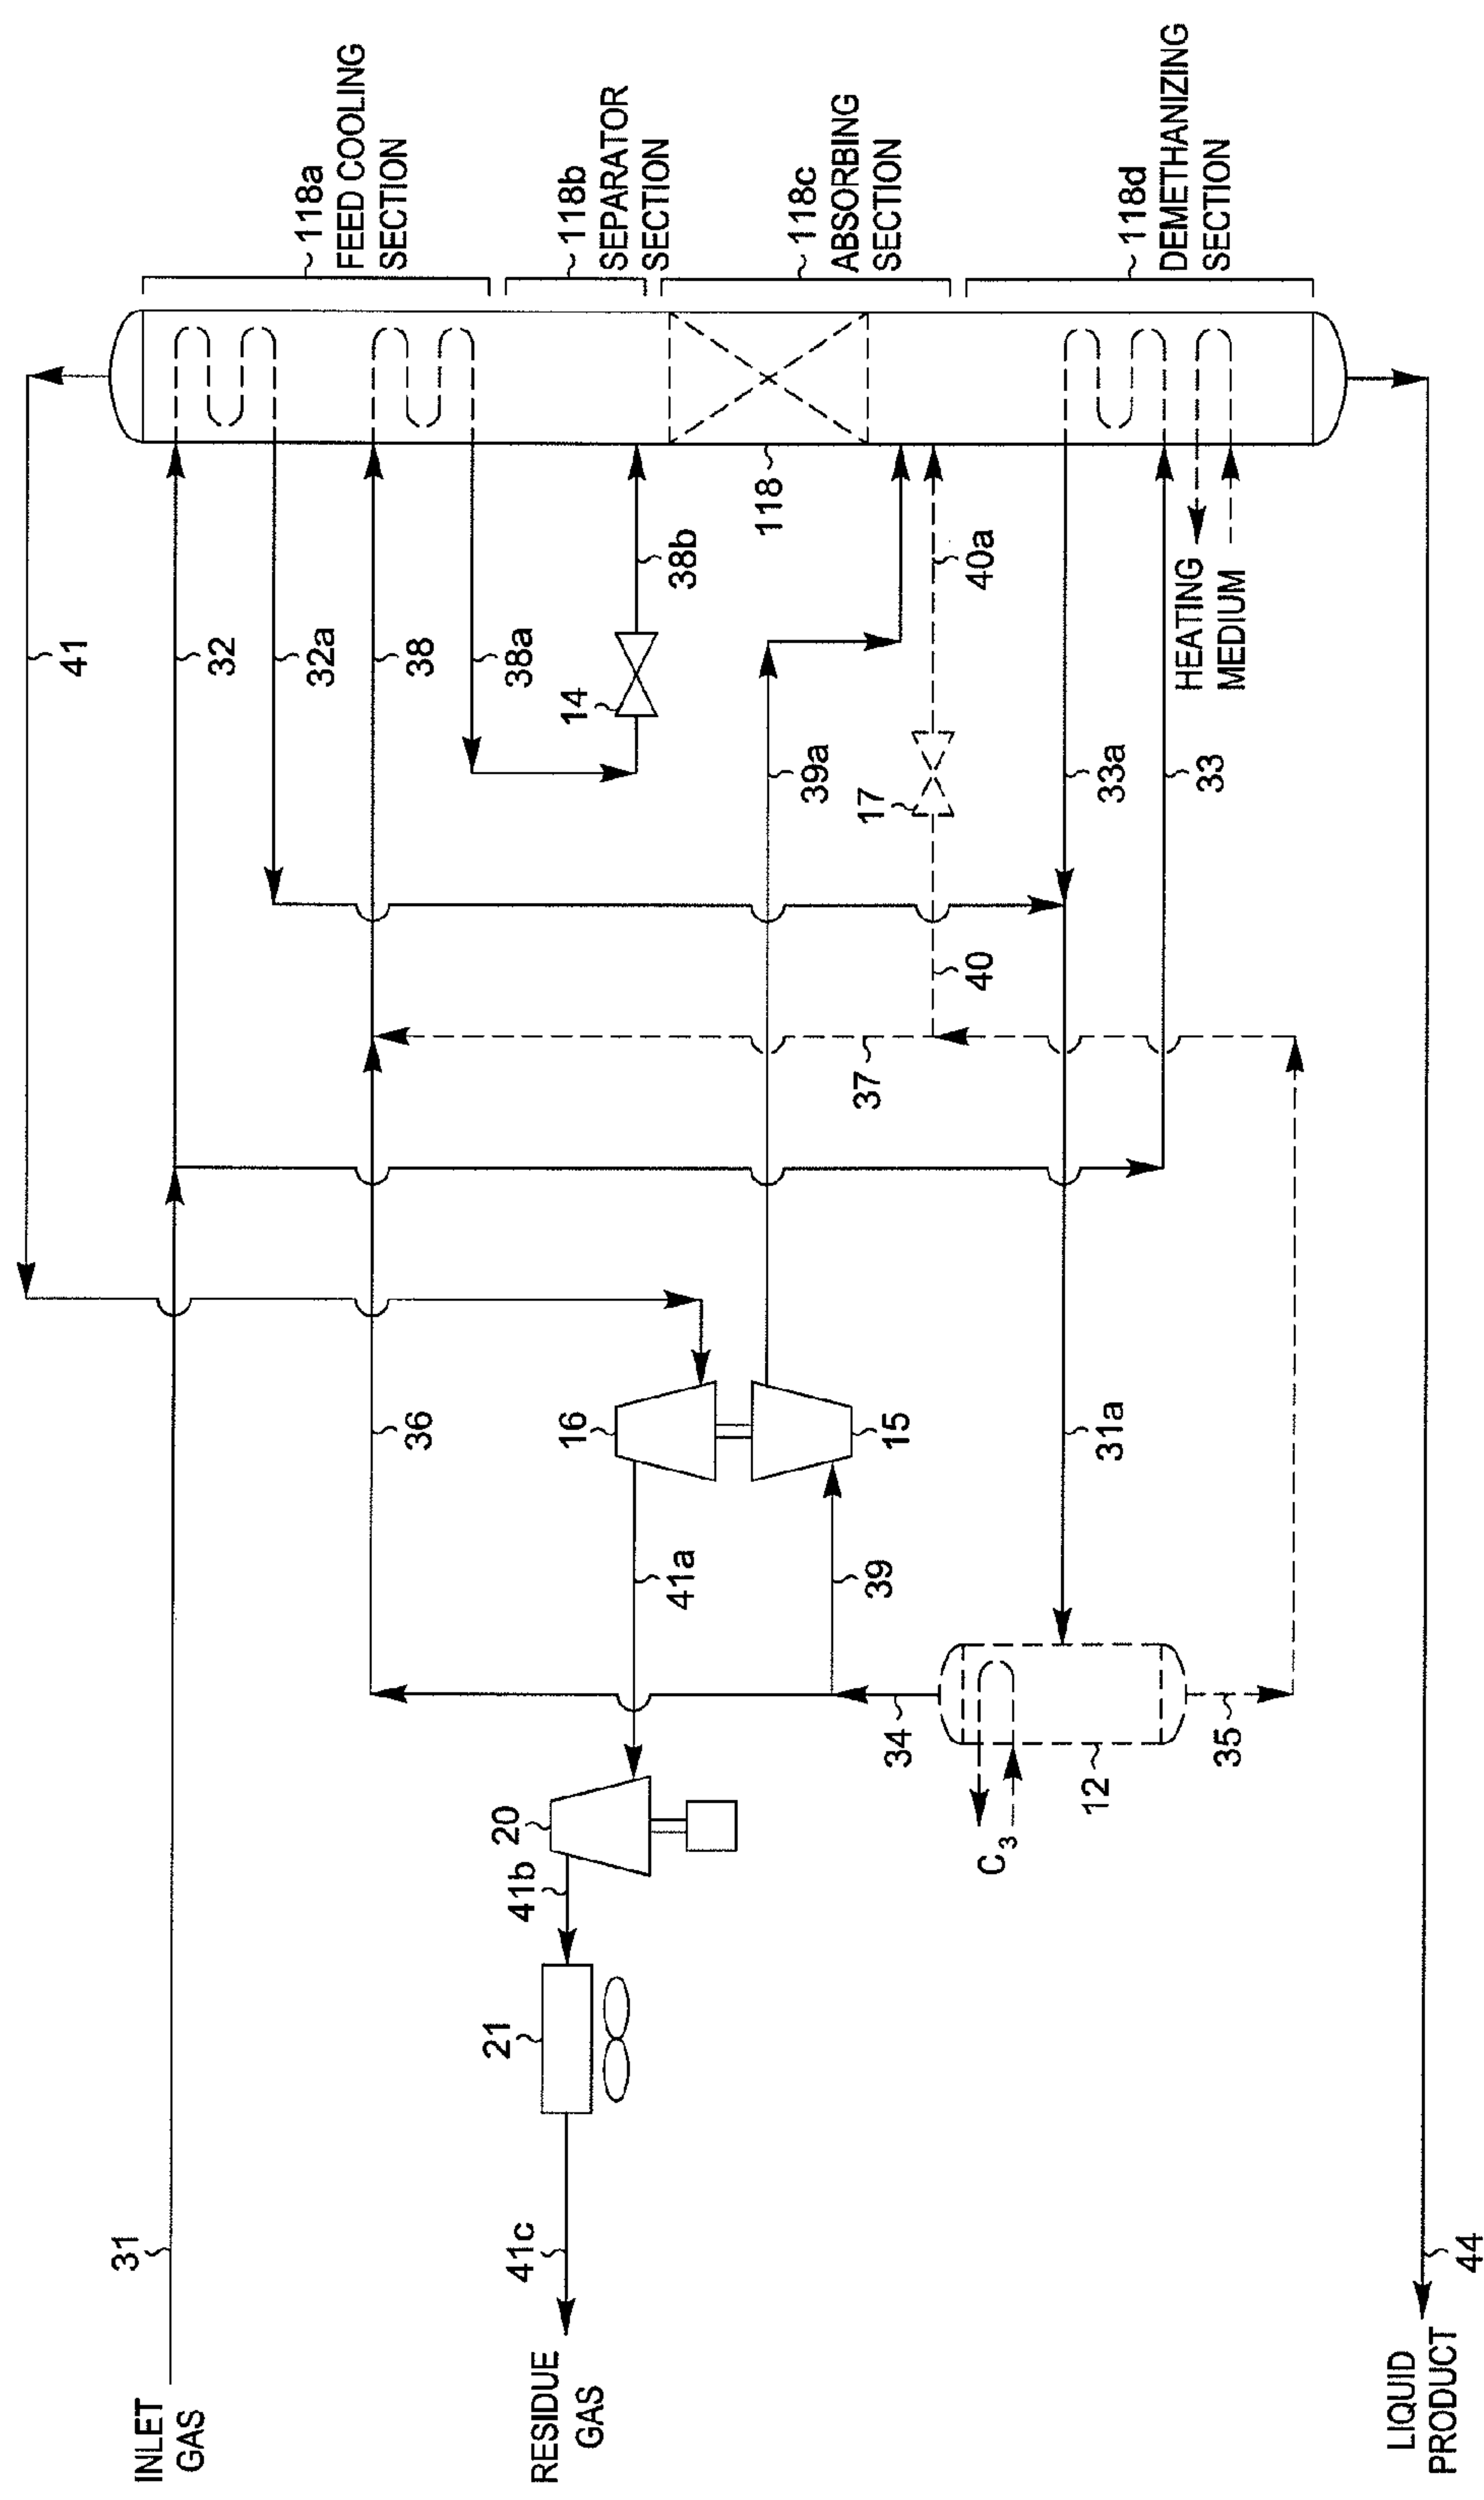 118a
FEED COOLING
SECTION
118b
SEPARATOR
SECTION
118c
ABSORBING
SECTION
118d
DEMETHANIZING
SECTION
41
32
32a
38
38a
14
38b
118
39a
17
40a
40
33a
33
HEATING
MEDIUM
37
36
16
15
31a
41a
39
34
12
35
C3
20
41b
21
41c
31
44
INLET
GAS
RESIDUE
GAS
LIQUID
PRODUCT